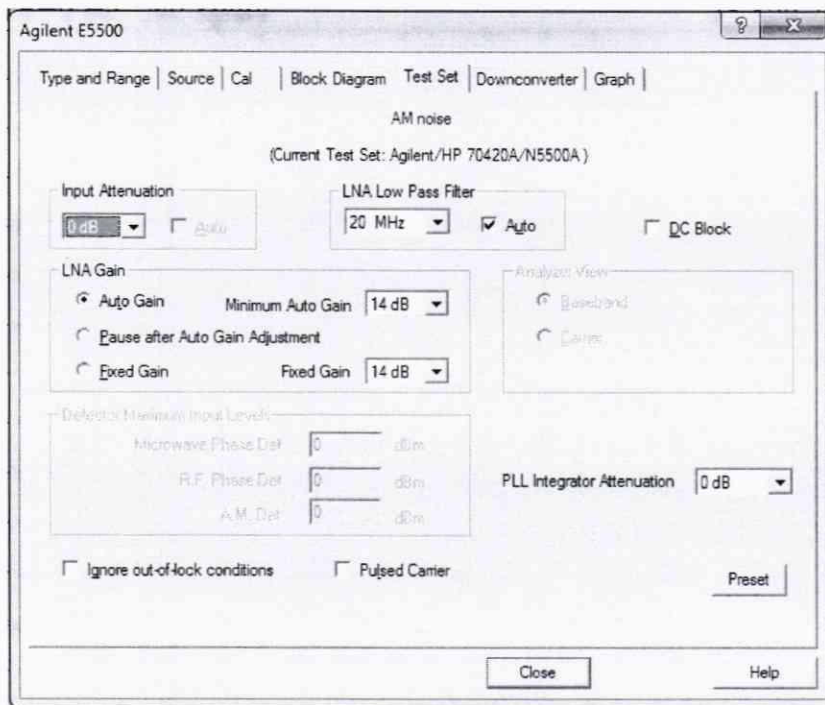 Agilent E5500
Type and Range | Source | Cal | Block Diagram | Test Set | Downconverter | Graph |
AM noise
(Current Test Set: Agilent/HP 70420A/N5500A )
Input Attenuation
LNA Low Pass Filter
0 dB Auto 20 MHz Auto DC Block
LNA Gain
Analyzer View
Auto Gain Minimum Auto Gain 14 dB Baseband
Pause after Auto Gain Adjustment Carrier
Fixed Gain Fixed Gain 14 dB
Detector Maximum Input Levels
Microwave Phase Det 0 dBm
R.F. Phase Det 0 dBm PLL Integrator Attenuation 0 dB
A.M. Det 0 dBm
Ignore out-of-lock conditions Pulsed Carrier
Preset
Close Help